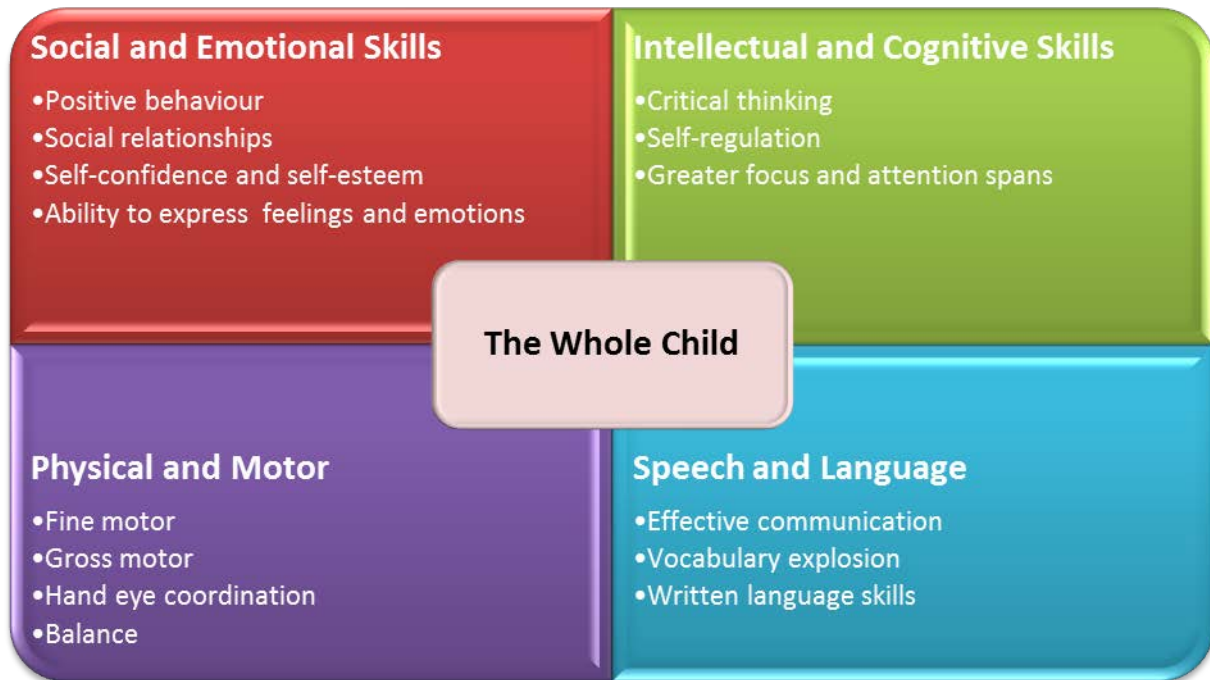 Social and Emotional Skills
•Positive behaviour
•Social relationships
•Self-confidence and self-esteem
•Ability to express feelings and emotions
Intellectual and Cognitive Skills
•Critical thinking
•Self-regulation
•Greater focus and attention spans
The Whole Child
Physical and Motor
•Fine motor
•Gross motor
•Hand eye coordination
•Balance
Speech and Language
•Effective communication
•Vocabulary explosion
•Written language skills